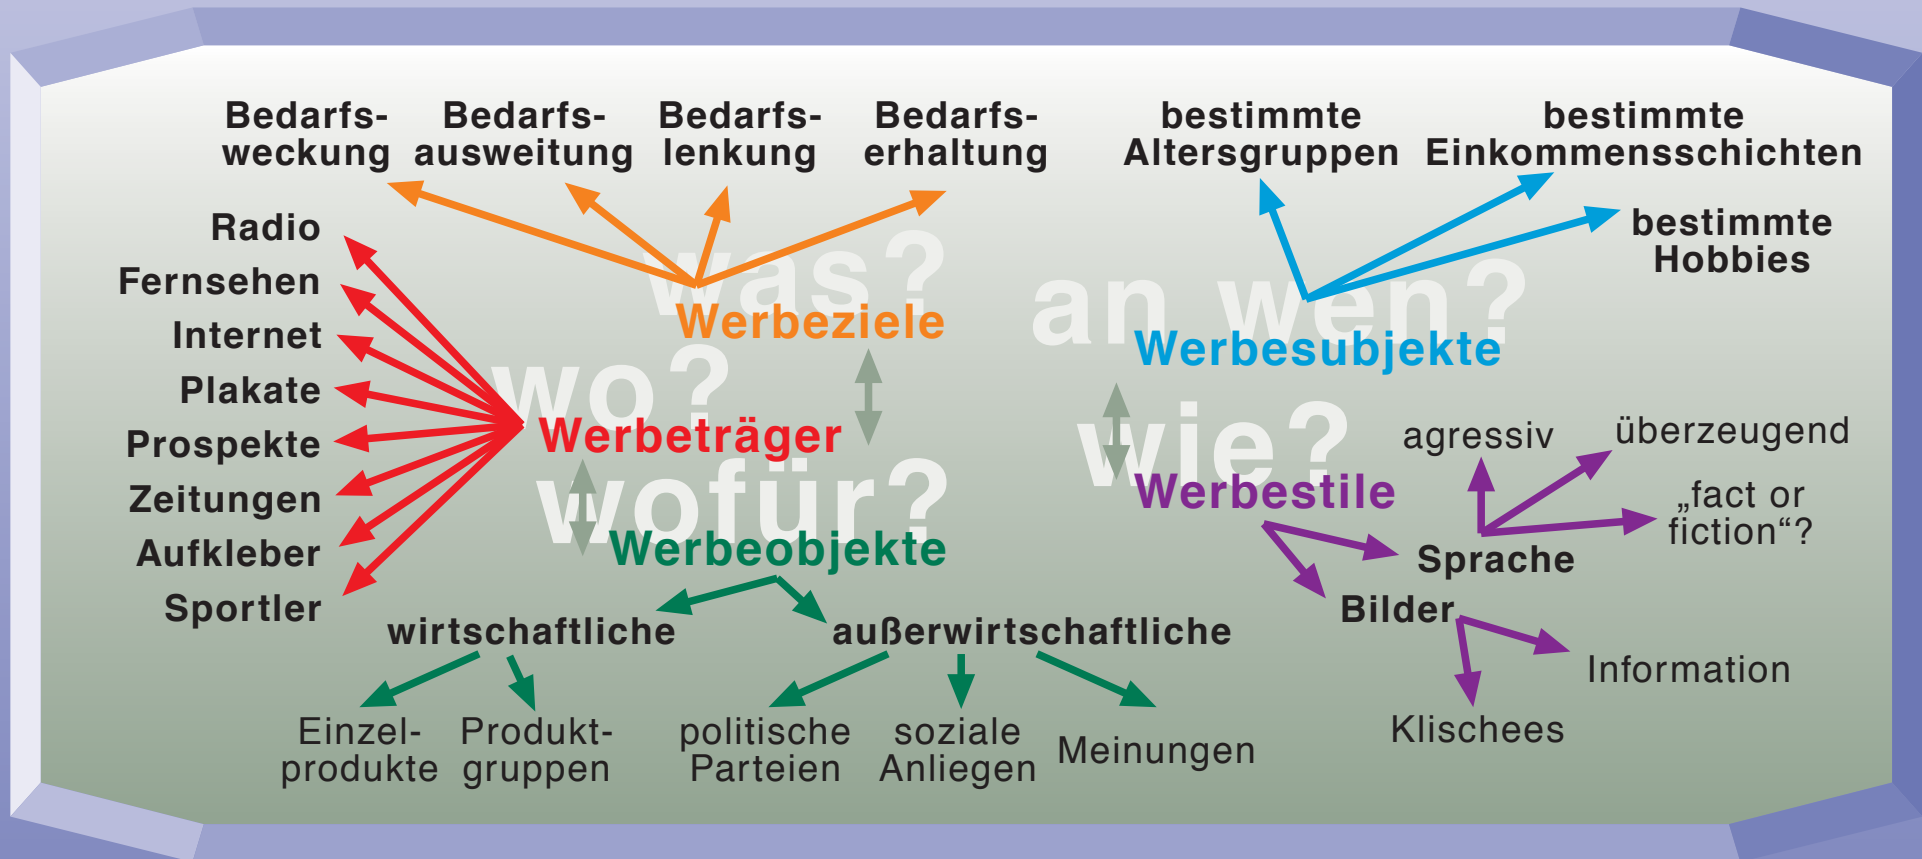 Bedarfs-
weckung
Bedarfs-
ausweitung
Bedarfs-
lenkung
Bedarfs-
erhaltung
bestimmte
Altersgruppen
bestimmte
Einkommensschichten
bestimmte
Hobbies
was?
Werbeziele
an wen?
Werbesubjekte
Radio
Fernsehen
Internet
Plakate
Prospekte
Zeitungen
Aufkleber
Sportler
wo?
Werbeträger
wofür?
Werbeobjekte
wie?
Werbestile
agressiv
überzeugend
„fact or
fiction“?
Sprache
Bilder
Information
Klischees
wirtschaftliche
außerwirtschaftliche
Einzel-
produkte
Produkt-
gruppen
politische
Parteien
soziale
Anliegen
Meinungen